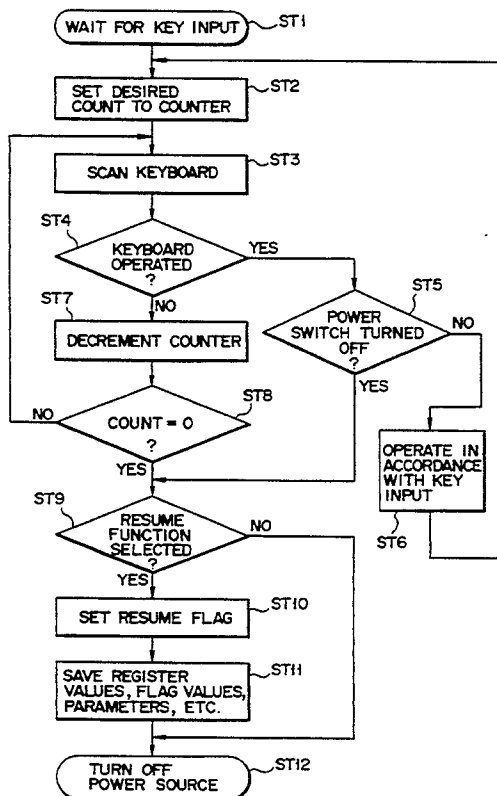 WAIT FOR KEY INPUT
ST1
SET DESIRED
COUNT TO COUNTER
ST2
SCAN KEYBOARD
ST3
ST4
KEYBOARD
OPERATED
?
YES
NO
ST5
POWER
SWITCH TURNED
OFF
?
NO
YES
ST7
DECREMENT COUNTER
ST8
COUNT = 0
?
NO
YES
OPERATE IN
ACCORDANCE
WITH KEY
INPUT
ST6
ST9
RESUME
FUNCTION
SELECTED
?
NO
YES
SET RESUME FLAG
ST10
SAVE REGISTER
VALUES, FLAG VALUES,
PARAMETERS, ETC.
ST11
TURN OFF
POWER SOURCE
ST12